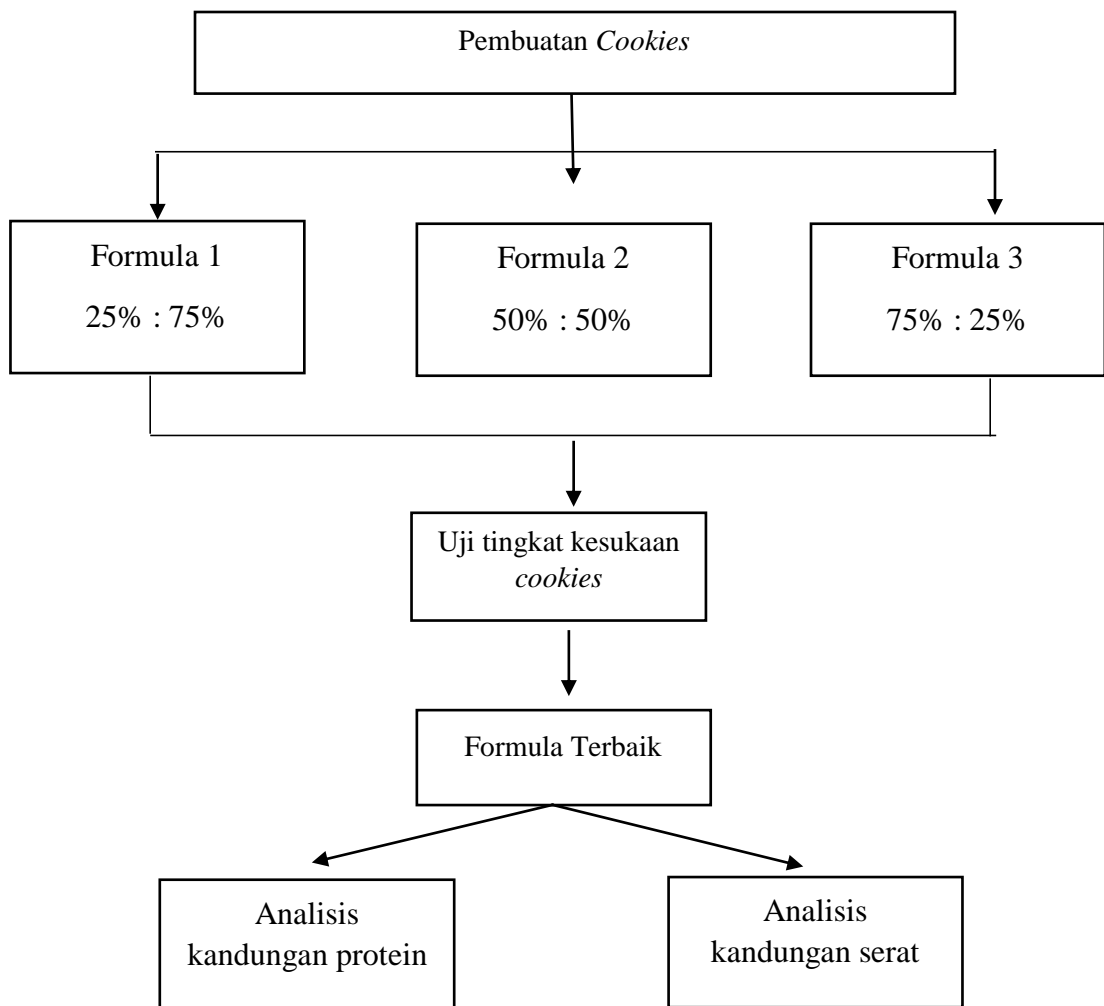 Pembuatan Cookies
Formula 1
25% : 75%
Formula 2
50% : 50%
Formula 3
75% : 25%
Uji tingkat kesukaan
cookies
Formula Terbaik
Analisis
kandungan protein
Analisis
kandungan serat